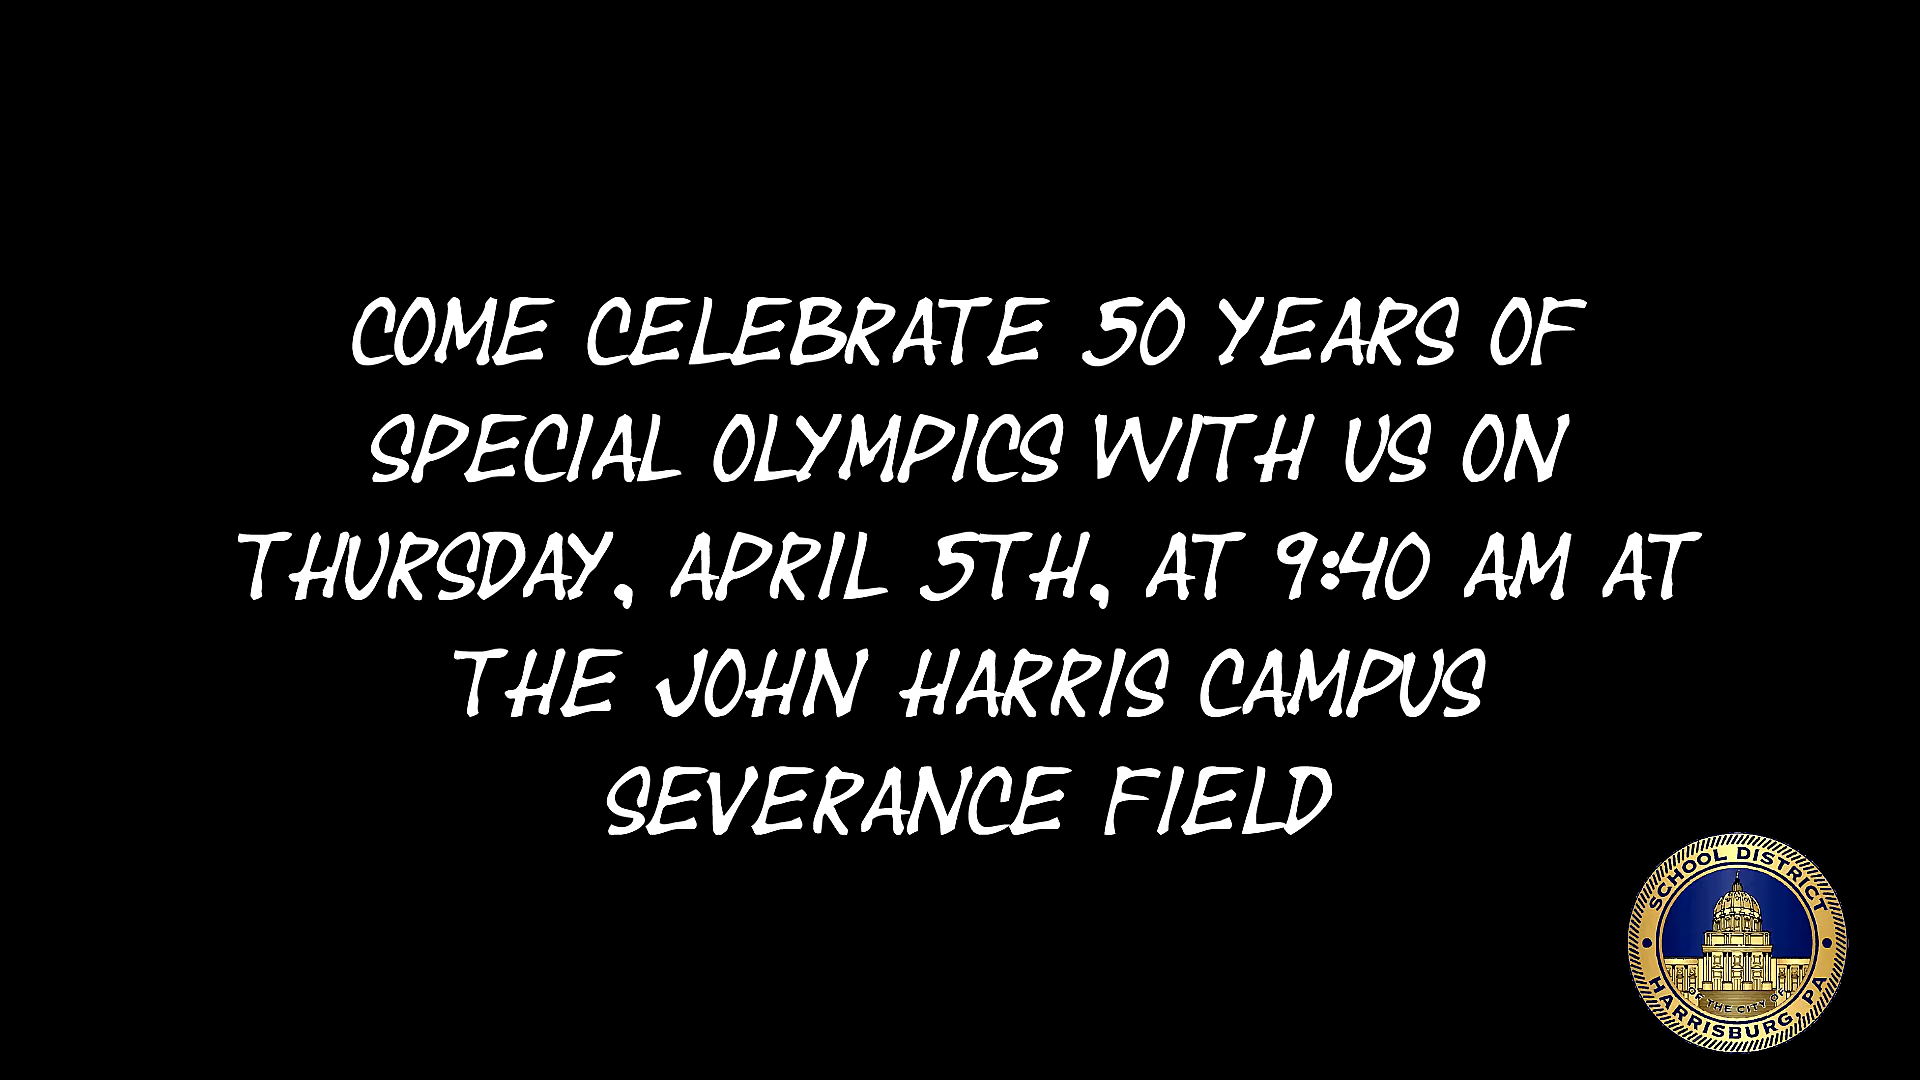 COME CELEBRATE 50 YEARS OF
SPECIAL OLYMPICS WITH US ON
THURSDAY, APRIL 5TH, AT 9:40 AM AT
THE JOHN HARRIS CAMPUS
SEVERANCE FIELD
SCHOOL DISTRICT
OF THE CITY OF
HARRISBURG, PA